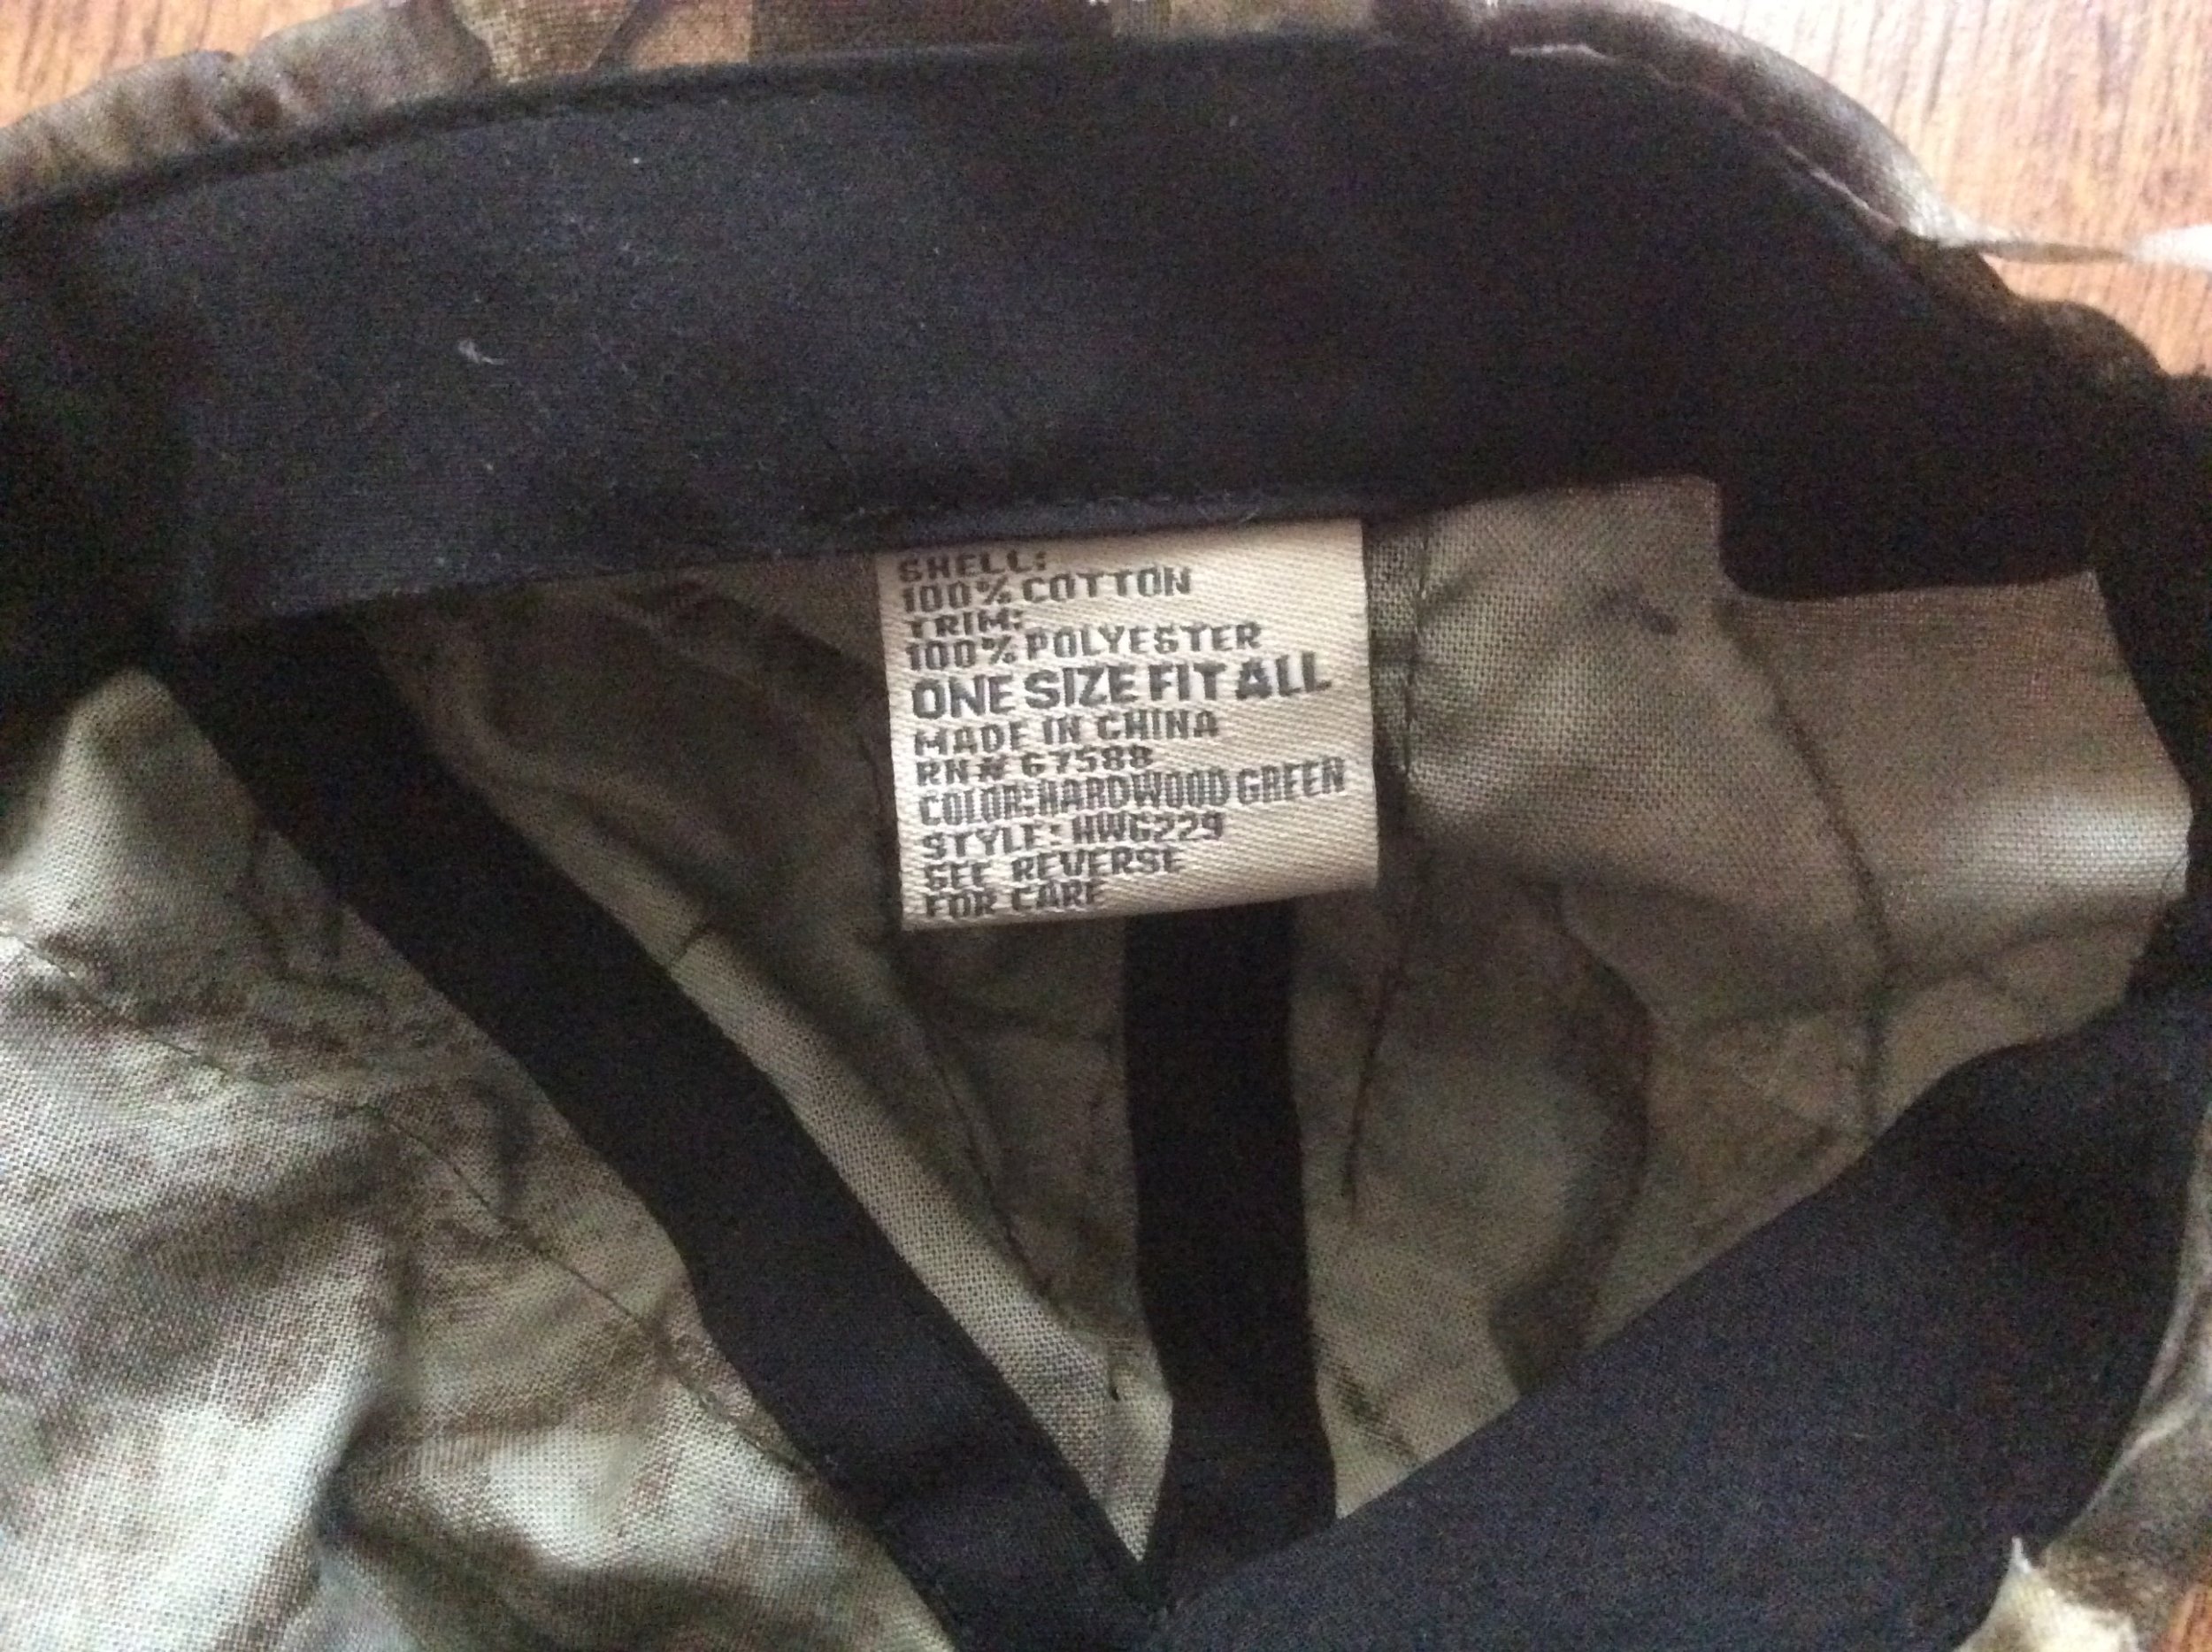 SHELL:
100% COTTON
TRIM:
100% POLYESTER
ONE SIZE FIT ALL
MADE IN CHINA
RN# 67588
COLOR:HARDWOOD GREEN
STYLE: HWG229
SEE REVERSE
FOR CARE